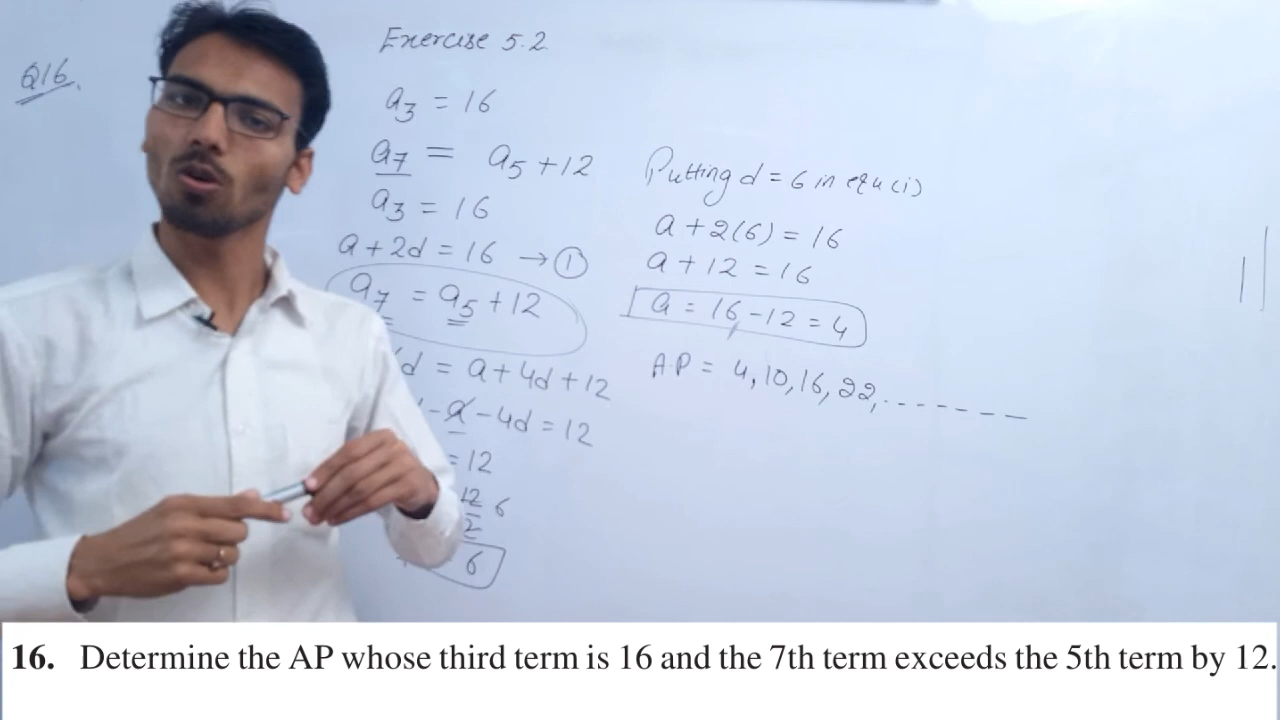 Exercise 5.2
Q16.
a3 = 16
a7 = a5 + 12
a3 = 16
a + 2d = 16 → 1
a7 = a5 + 12
d = a + 4d + 12
- a - 4d = 12
= 12
12 6
2
6
Putting d = 6 in equ (i)
a + 2(6) = 16
a + 12 = 16
a = 16 - 12 = 4
AP = 4, 10, 16, 22, .------
16. Determine the AP whose third term is 16 and the 7th term exceeds the 5th term by 12.